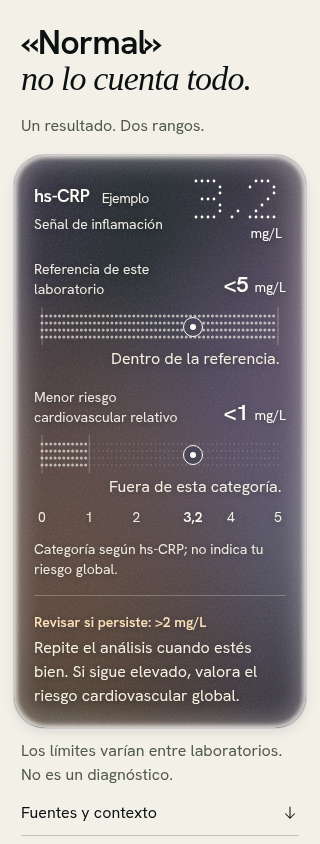 «Normal»
no lo cuenta todo.
Un resultado. Dos rangos.
hs-CRP Ejemplo
3,2
Señal de inflamación
mg/L
Referencia de este
laboratorio
<5 mg/L
Dentro de la referencia.
Menor riesgo
cardiovascular relativo
<1 mg/L
Fuera de esta categoría.
0 1 2 3,2 4 5
Categoría según hs-CRP; no indica tu
riesgo global.
Revisar si persiste: >2 mg/L
Repite el análisis cuando estés
bien. Si sigue elevado, valora el
riesgo cardiovascular global.
Los límites varían entre laboratorios.
No es un diagnóstico.
Fuentes y contexto ↓